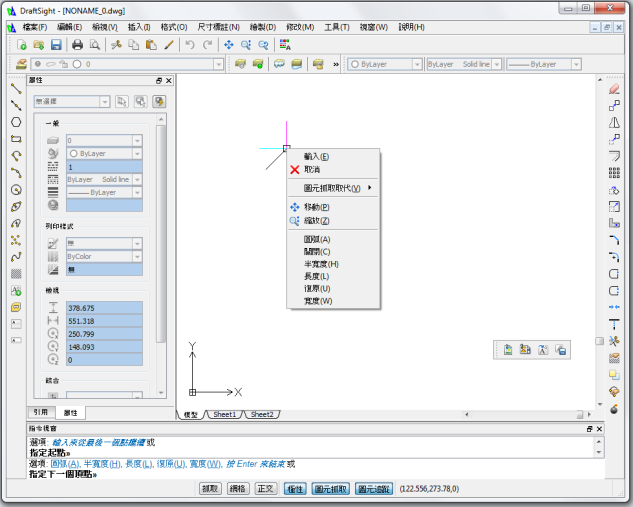 DraftSight - [NONAME_0.dwg]
檔案(F) 編輯(E) 檢視(V) 插入(I) 格式(O) 尺寸標註(N) 繪製(D) 修改(M) 工具(T) 視窗(W) 說明(H)
0 ByLayer ByLayer Solid line ByLayer
屬性
無選擇
一般
0
ByLayer
1
ByLayer Solid line
ByLayer
列印樣式
無
ByColor
無
檢視
378.675
551.318
250.799
148.093
0
綜合
引用 屬性
輸入(E)
取消
圖元抓取取代(V)
移動(P)
縮放(Z)
圓弧(A)
關閉(C)
半寬度(H)
長度(L)
復原(U)
寬度(W)
Y
X
模型 Sheet1 Sheet2
指令視窗
選項: 輸入來從最後一個點繼續 或
指定起點»
選項: 圓弧(A), 半寬度(H), 長度(L), 復原(U), 寬度(W), 按 Enter 來結束 或
指定下一個頂點»
抓取 網格 正交 極性 圖元抓取 圖元追蹤 (122.556,273.78,0)